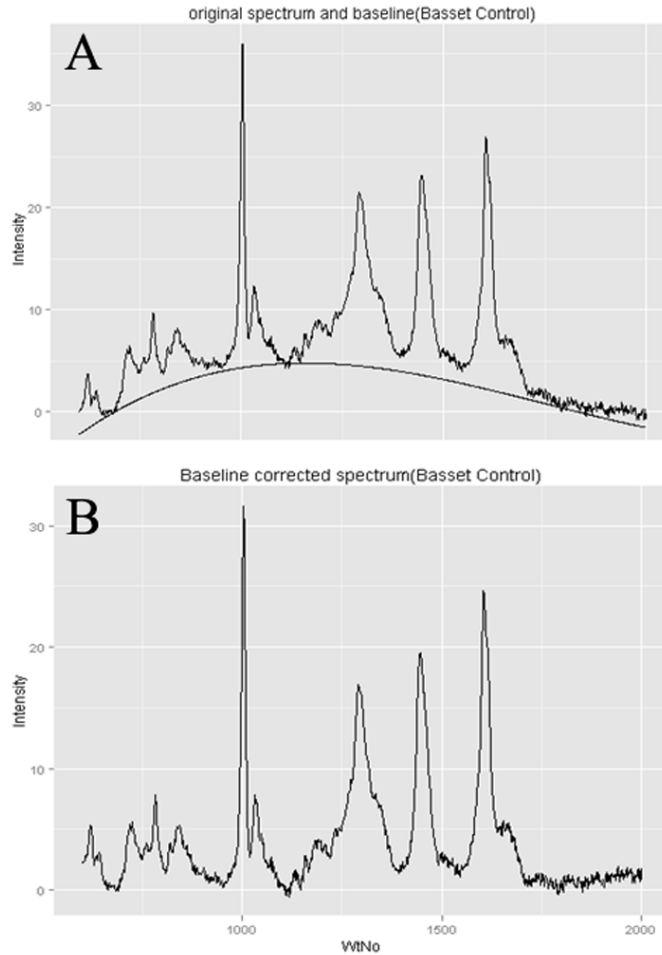 original spectrum and baseline(Basset Control)
A
30
20
10
0
Intensity
Baseline corrected spectrum(Basset Control)
B
30
20
10
0
Intensity
1000 1500 2000
WtNo